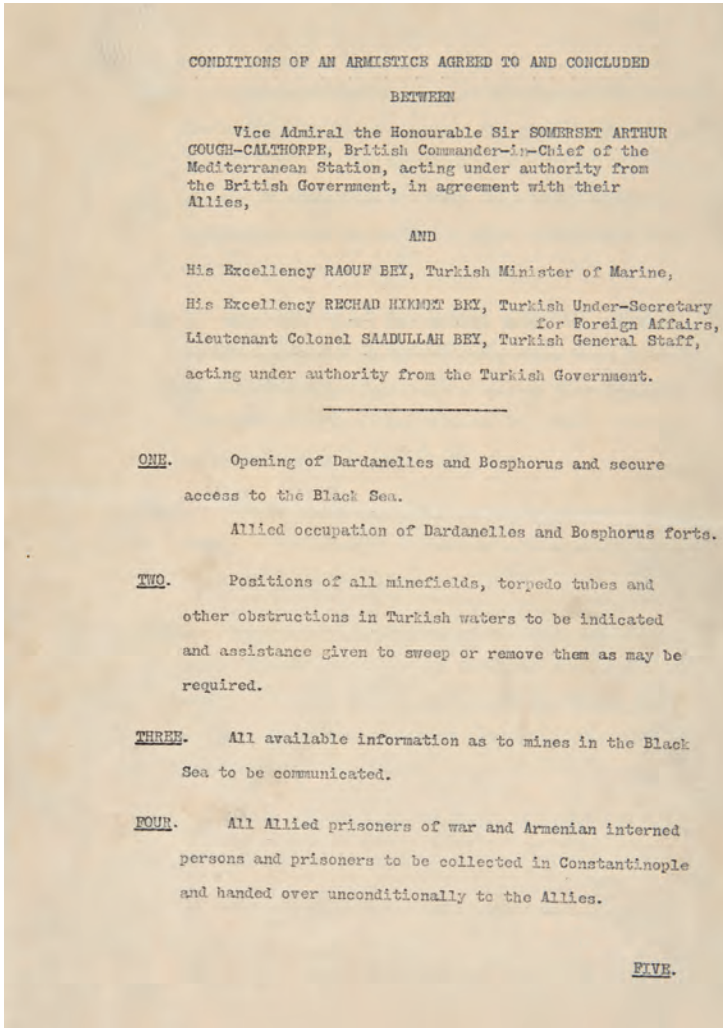 CONDITIONS OF AN ARMISTICE AGREED TO AND CONCLUDED
BETWEEN
Vice Admiral the Honourable Sir SOMERSET ARTHUR
GOUGH-CALTHORPE, British Commander-in-Chief of the
Mediterranean Station, acting under authority from
the British Government, in agreement with their
Allies,
AND
His Excellency RAOUF BEY, Turkish Minister of Marine,
His Excellency RECHAD HIKMET BEY, Turkish Under-Secretary
for Foreign Affairs,
Lieutenant Colonel SAADULLAH BEY, Turkish General Staff,
acting under authority from the Turkish Government.
ONE. Opening of Dardanelles and Bosphorus and secure
access to the Black Sea.
Allied occupation of Dardanelles and Bosphorus forts.
TWO. Positions of all minefields, torpedo tubes and
other obstructions in Turkish waters to be indicated
and assistance given to sweep or remove them as may be
required.
THREE. All available information as to mines in the Black
Sea to be communicated.
FOUR. All Allied prisoners of war and Armenian interned
persons and prisoners to be collected in Constantinople
and handed over unconditionally to the Allies.
FIVE.